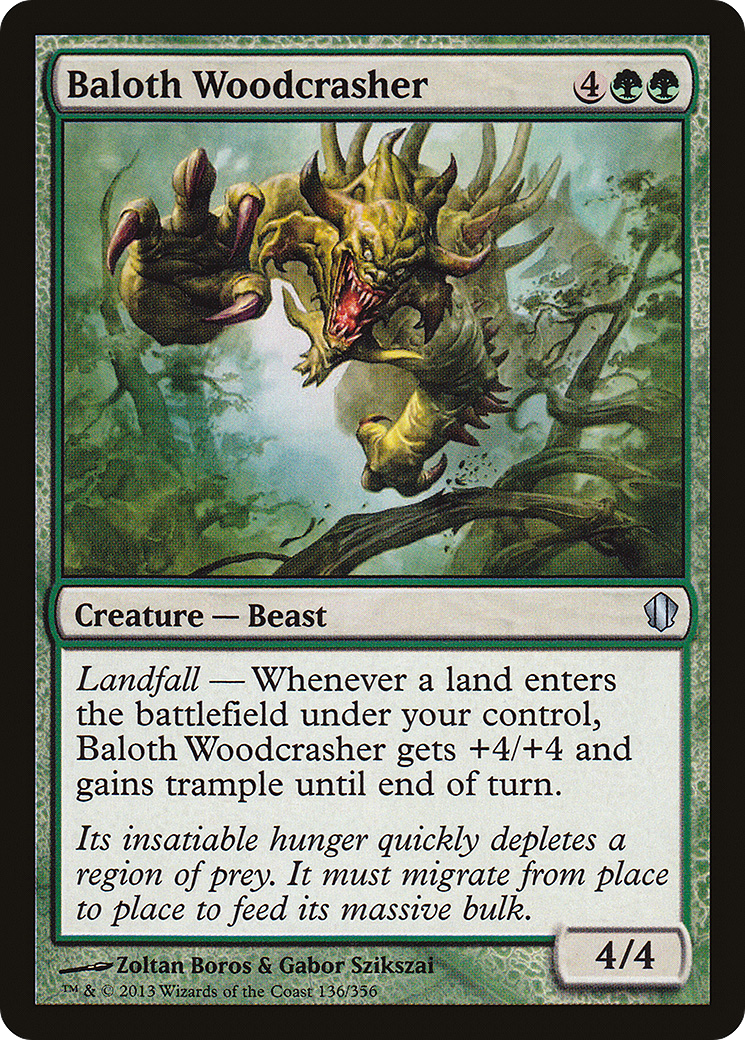 Baloth Woodcrasher 4
Creature — Beast
Landfall — Whenever a land enters
the battlefield under your control,
Baloth Woodcrasher gets +4/+4 and
gains trample until end of turn.
Its insatiable hunger quickly depletes a
region of prey. It must migrate from place
to place to feed its massive bulk.
4/4
Zoltan Boros & Gabor Szikszai
™ & © 2013 Wizards of the Coast 136/356